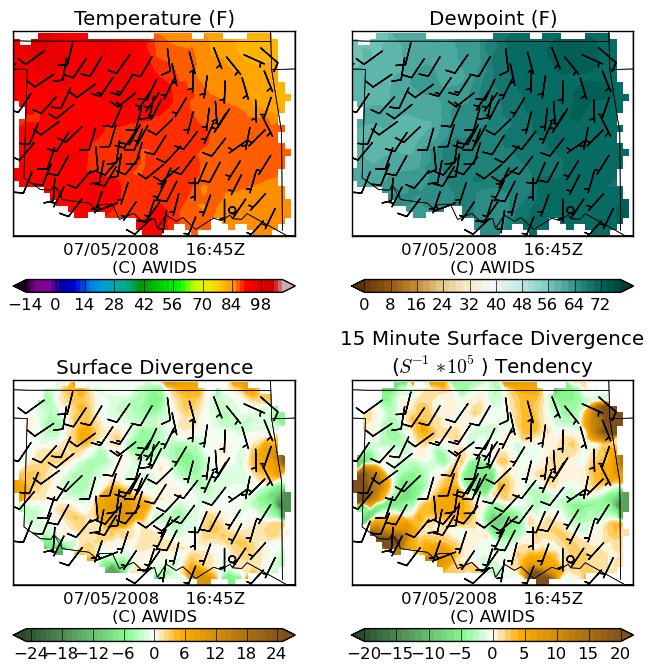 Temperature (F)
Dewpoint (F)
07/05/2008 16:45Z
(C) AWIDS
07/05/2008 16:45Z
(C) AWIDS
−14 0 14 28 42 56 70 84 98
0 8 16 24 32 40 48 56 64 72
Surface Divergence
15 Minute Surface Divergence
(S⁻¹ *10⁵ ) Tendency
07/05/2008 16:45Z
(C) AWIDS
07/05/2008 16:45Z
(C) AWIDS
−24 −18 −12 −6 0 6 12 18 24
−20 −15 −10 −5 0 5 10 15 20